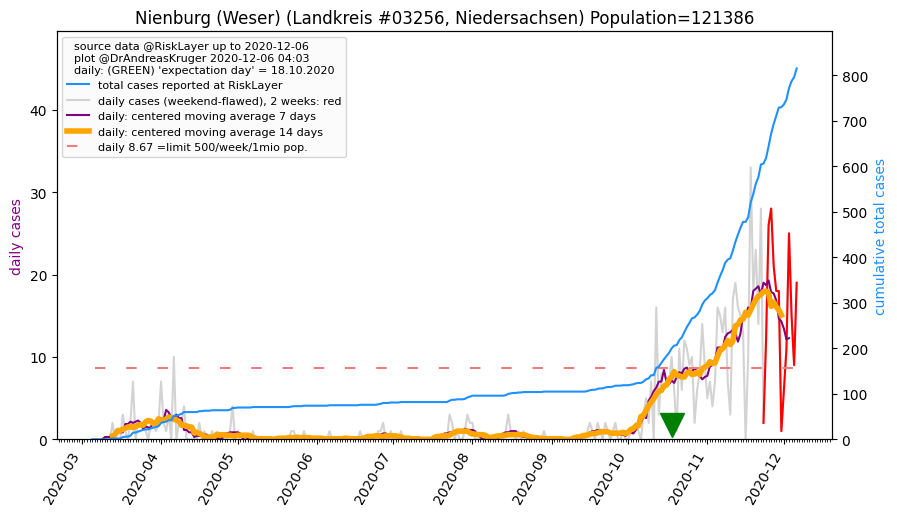 Nienburg (Weser) (Landkreis #03256, Niedersachsen) Population=121386
source data @RiskLayer up to 2020-12-06
plot @DrAndreasKruger 2020-12-06 04:03
daily: (GREEN) 'expectation day' = 18.10.2020
total cases reported at RiskLayer
daily cases (weekend-flawed), 2 weeks: red
daily: centered moving average 7 days
daily: centered moving average 14 days
daily 8.67 =limit 500/week/1mio pop.
daily cases
40
30
20
10
0
cumulative total cases
800
700
600
500
400
300
200
100
0
2020-03
2020-04
2020-05
2020-06
2020-07
2020-08
2020-09
2020-10
2020-11
2020-12